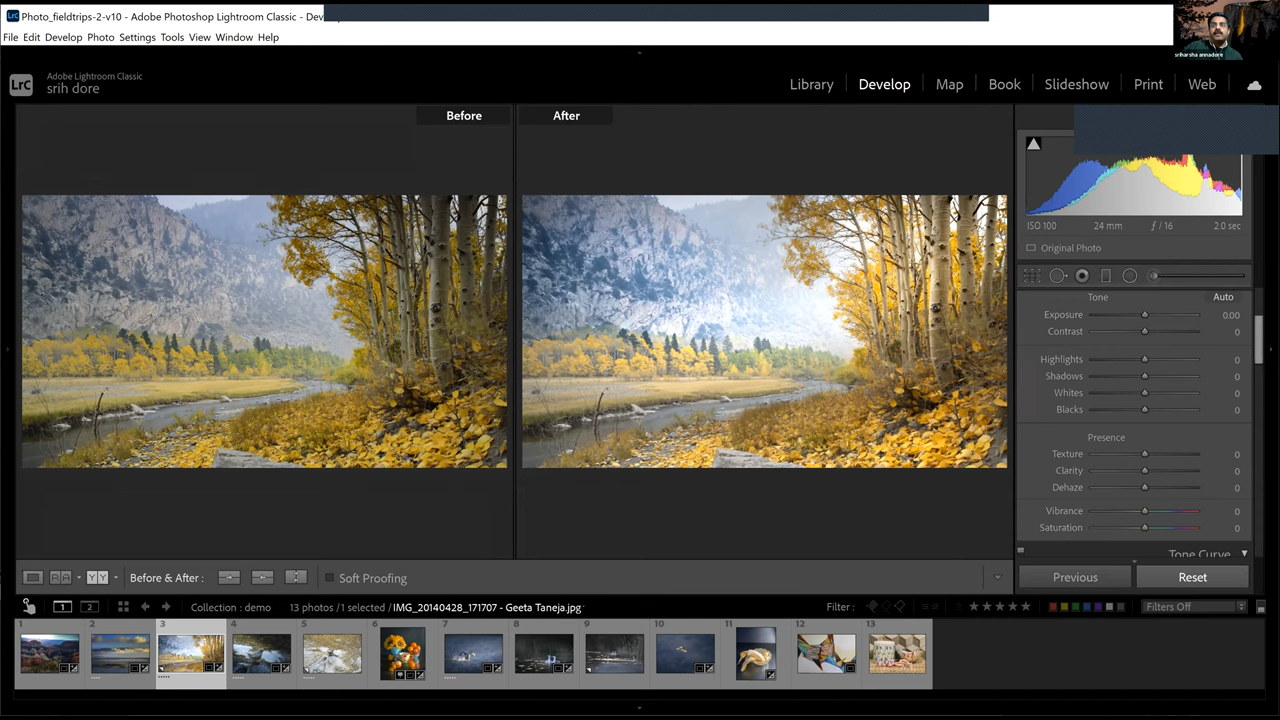 Photo_fieldtrips-2-v10 - Adobe Photoshop Lightroom Classic - Dev
File Edit Develop Photo Settings Tools View Window Help
sriharsha annadore
LrC
Adobe Lightroom Classic
srih dore
Library Develop Map Book Slideshow Print Web
Before After
ISO 100 24 mm ƒ / 16 2.0 sec
Original Photo
Tone Auto
Exposure 0.00
Contrast 0
Highlights 0
Shadows 0
Whites 0
Blacks 0
Presence
Texture 0
Clarity 0
Dehaze 0
Vibrance 0
Saturation 0
Tone Curve
Previous Reset
R A Y Y Before & After : Soft Proofing
1 2 Collection : demo 13 photos / 1 selected / IMG_20140428_171707 - Geeta Taneja.jpg Filter : Filters Off
1 2 3 4 5 6 7 8 9 10 11 12 13